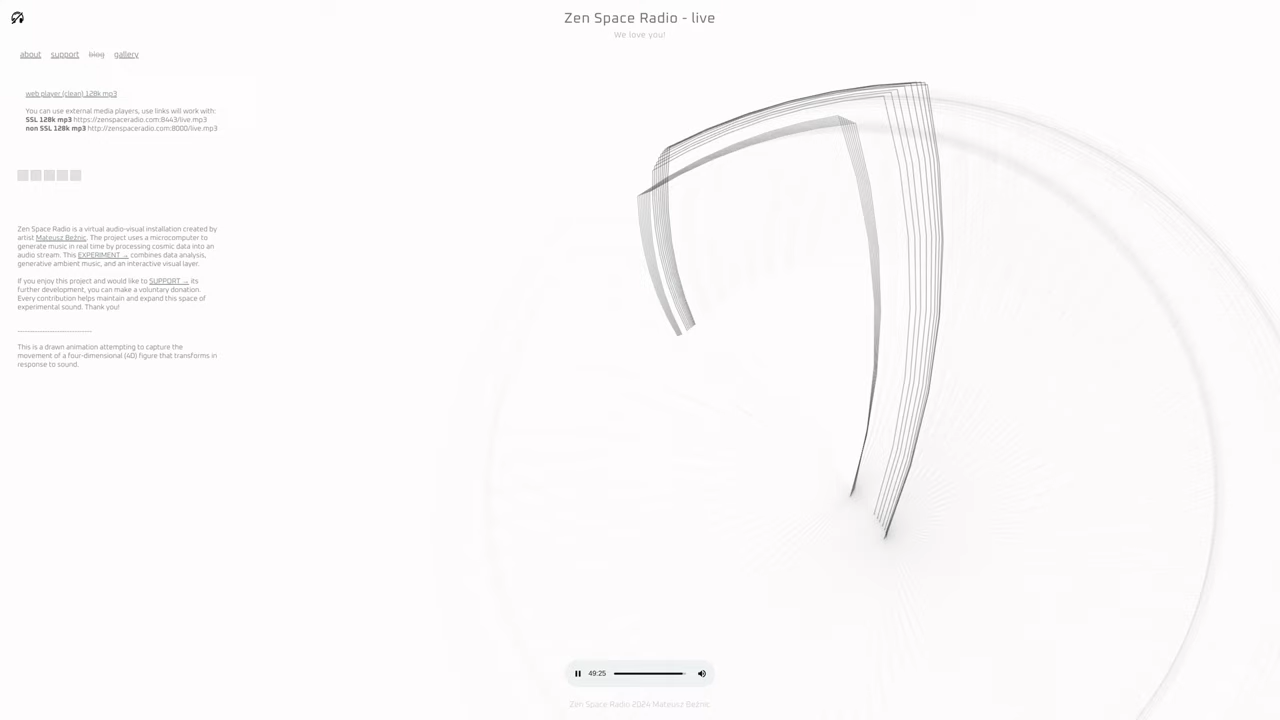 Zen Space Radio - live
We love you!
about support blog gallery
web player (clean) 128k mp3
You can use external media players, use links will work with:
SSL 128k mp3 https://zenspaceradio.com:8443/live.mp3
non SSL 128k mp3 http://zenspaceradio.com:8000/live.mp3
Zen Space Radio is a virtual audio-visual installation created by
artist Mateusz Beźnic. The project uses a microcomputer to
generate music in real time by processing cosmic data into an
audio stream. This EXPERIMENT → combines data analysis,
generative ambient music, and an interactive visual layer.
If you enjoy this project and would like to SUPPORT → its
further development, you can make a voluntary donation.
Every contribution helps maintain and expand this space of
experimental sound. Thank you!
This is a drawn animation attempting to capture the
movement of a four-dimensional (4D) figure that transforms in
response to sound.
49:25
Zen Space Radio 2024 Mateusz Beźnic